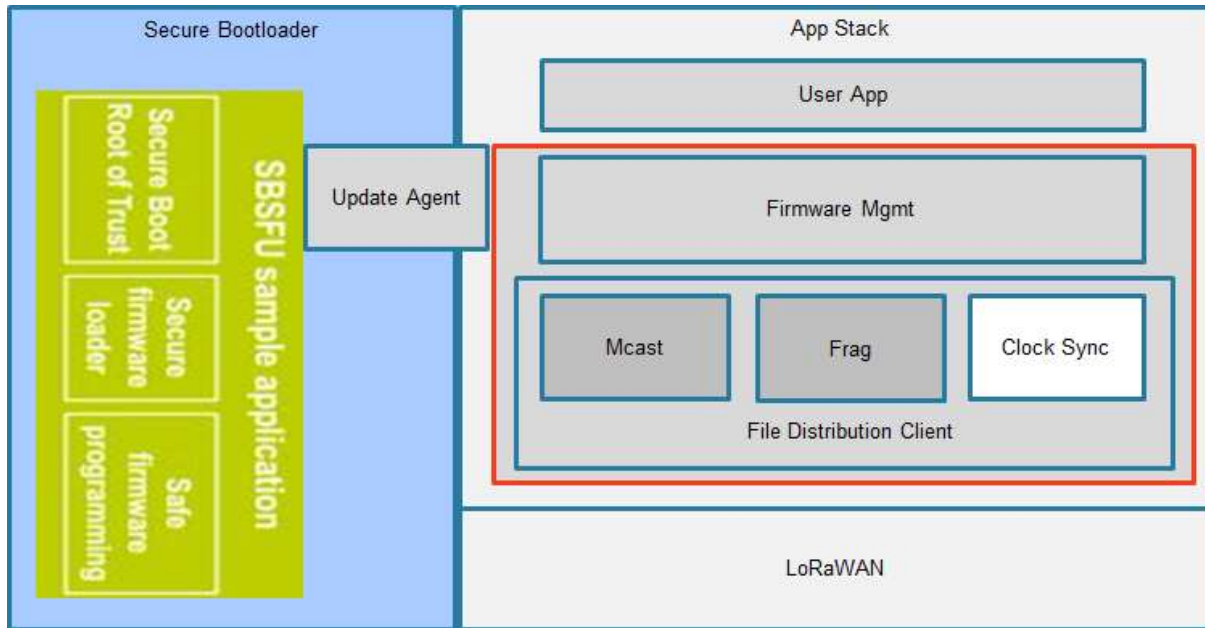 Secure Bootloader
SBSFU sample application
Secure Boot
Root of Trust
Secure
firmware
loader
Safe
firmware
programming
Update Agent
App Stack
User App
Firmware Mgmt
Mcast
Frag
Clock Sync
File Distribution Client
LoRaWAN